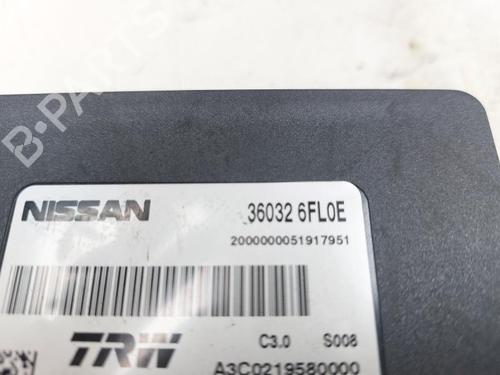 B-PARTS
NISSAN 36032 6FL0E
2000000051917951
C3.0 S008
TRW
A3C0219580000